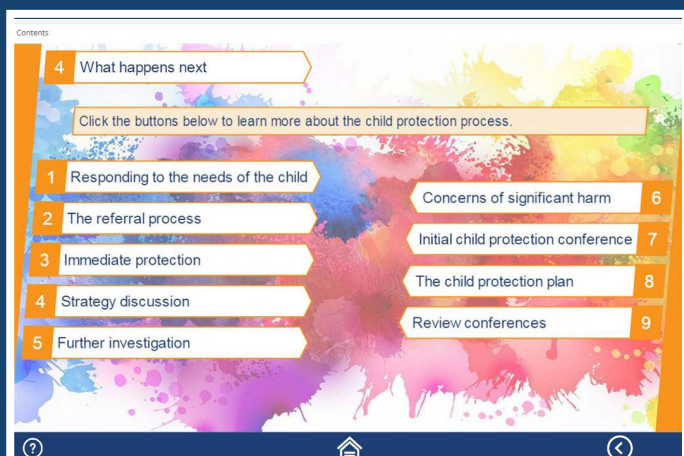 Contents
4 What happens next
Click the buttons below to learn more about the child protection process.
1 Responding to the needs of the child
2 The referral process
3 Immediate protection
4 Strategy discussion
5 Further investigation
Concerns of significant harm 6
Initial child protection conference 7
The child protection plan 8
Review conferences 9
?